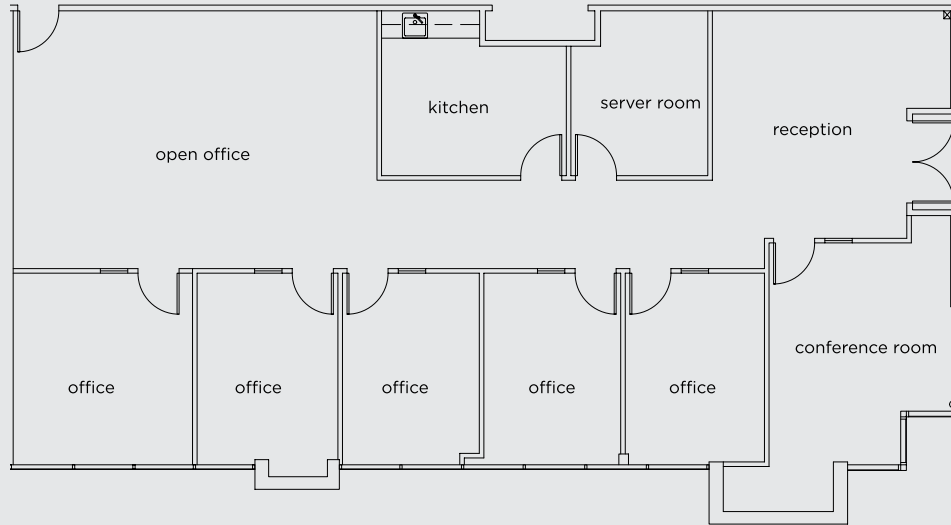 kitchen
server room
reception
open office
conference room
office
office
office
office
office